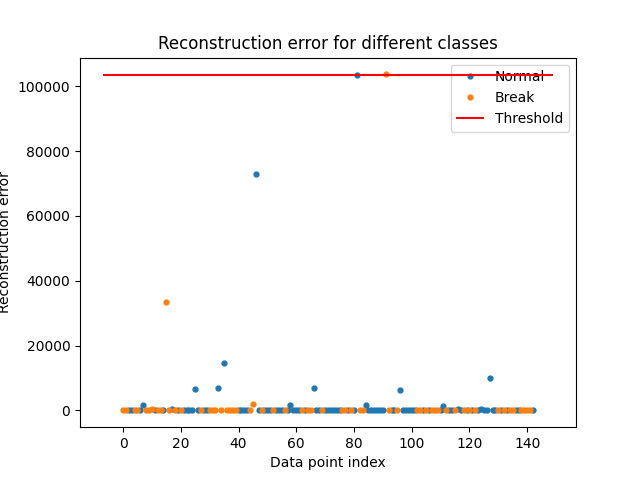 Reconstruction error for different classes
Normal
Break
Threshold
100000
80000
60000
40000
20000
0
Reconstruction error
0 20 40 60 80 100 120 140
Data point index